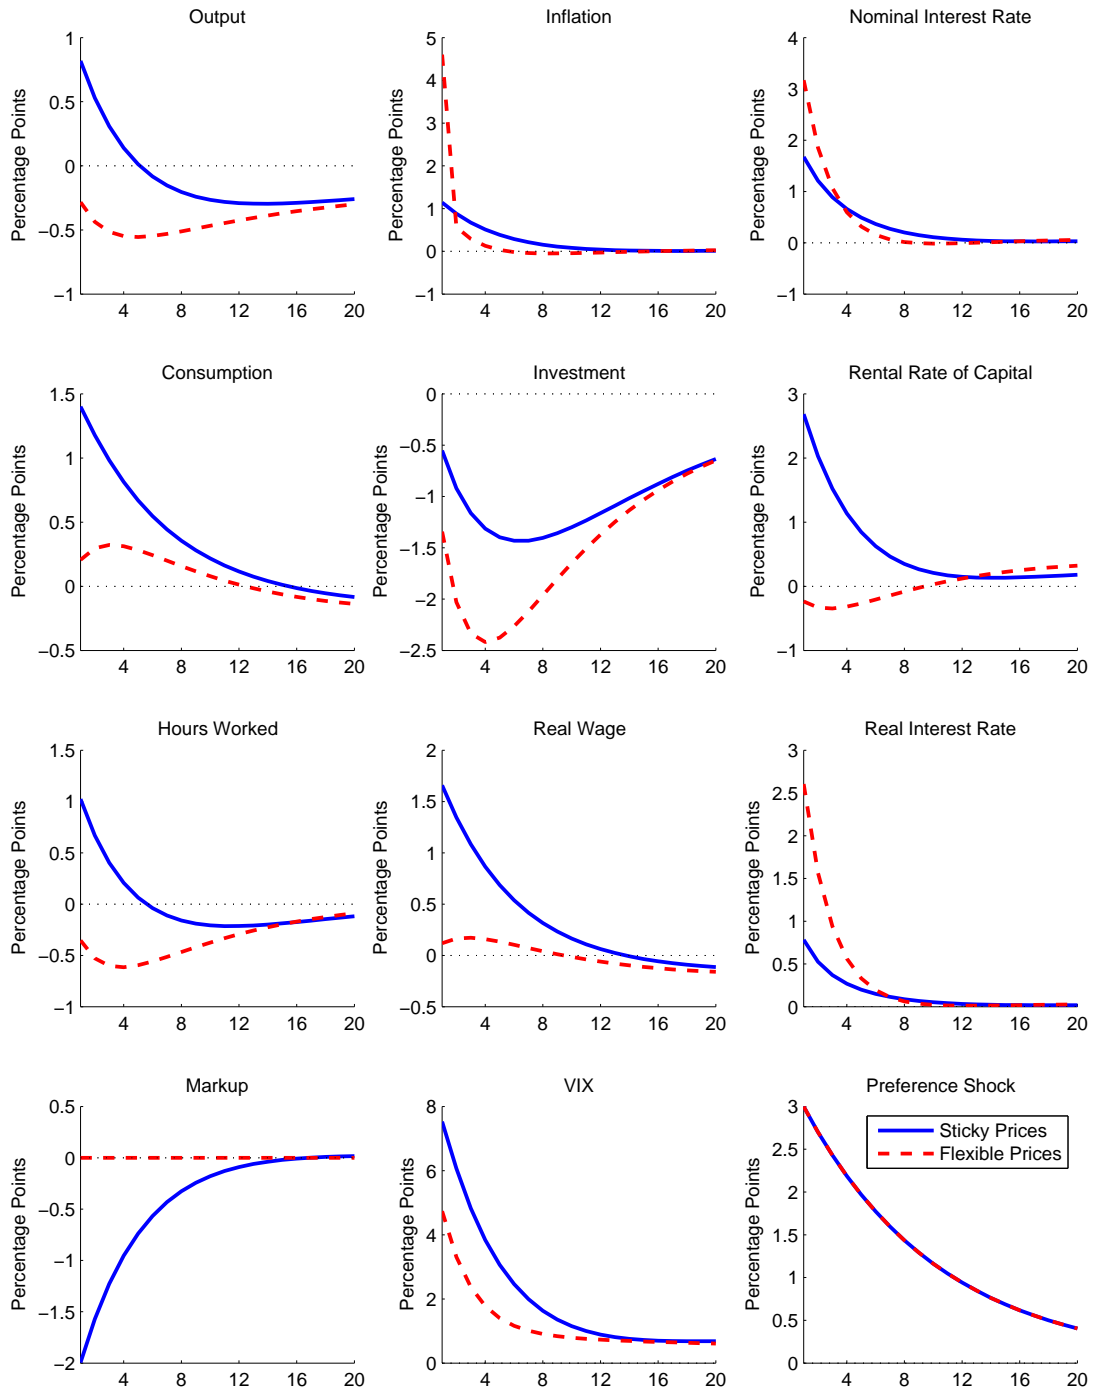 Output
Inflation
Nominal Interest Rate
Percentage Points
1
0.5
0
−0.5
−1
4 8 12 16 20
Percentage Points
5
4
3
2
1
0
−1
4 8 12 16 20
Percentage Points
4
3
2
1
0
−1
4 8 12 16 20
Consumption
Investment
Rental Rate of Capital
Percentage Points
1.5
1
0.5
0
−0.5
4 8 12 16 20
Percentage Points
0
−0.5
−1
−1.5
−2
−2.5
4 8 12 16 20
Percentage Points
3
2
1
0
−1
4 8 12 16 20
Hours Worked
Real Wage
Real Interest Rate
Percentage Points
1.5
1
0.5
0
−0.5
−1
4 8 12 16 20
Percentage Points
2
1.5
1
0.5
0
−0.5
4 8 12 16 20
Percentage Points
3
2.5
2
1.5
1
0.5
0
4 8 12 16 20
Markup
VIX
Preference Shock
Percentage Points
0.5
0
−0.5
−1
−1.5
−2
4 8 12 16 20
Percentage Points
8
6
4
2
0
4 8 12 16 20
Percentage Points
3
2.5
2
1.5
1
0.5
0
4 8 12 16 20
Sticky Prices
Flexible Prices